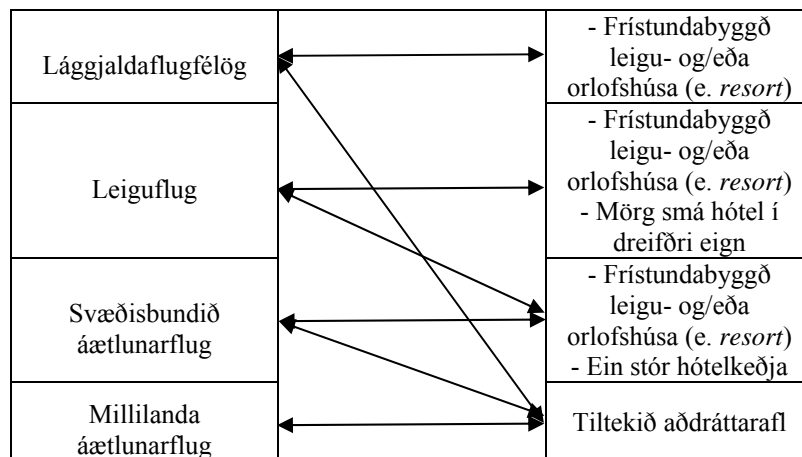 Lággjaldaflugfélög
- Frístundabyggð
leigu- og/eða
orlofshúsa (e. resort)
Leiguflug
- Frístundabyggð
leigu- og/eða
orlofshúsa (e. resort)
- Mörg smá hótel í
dreifðri eign
Svæðisbundið
áætlunarflug
- Frístundabyggð
leigu- og/eða
orlofshúsa (e. resort)
- Ein stór hótelkeðja
Millilanda
áætlunarflug
Tiltekið aðdráttarafl